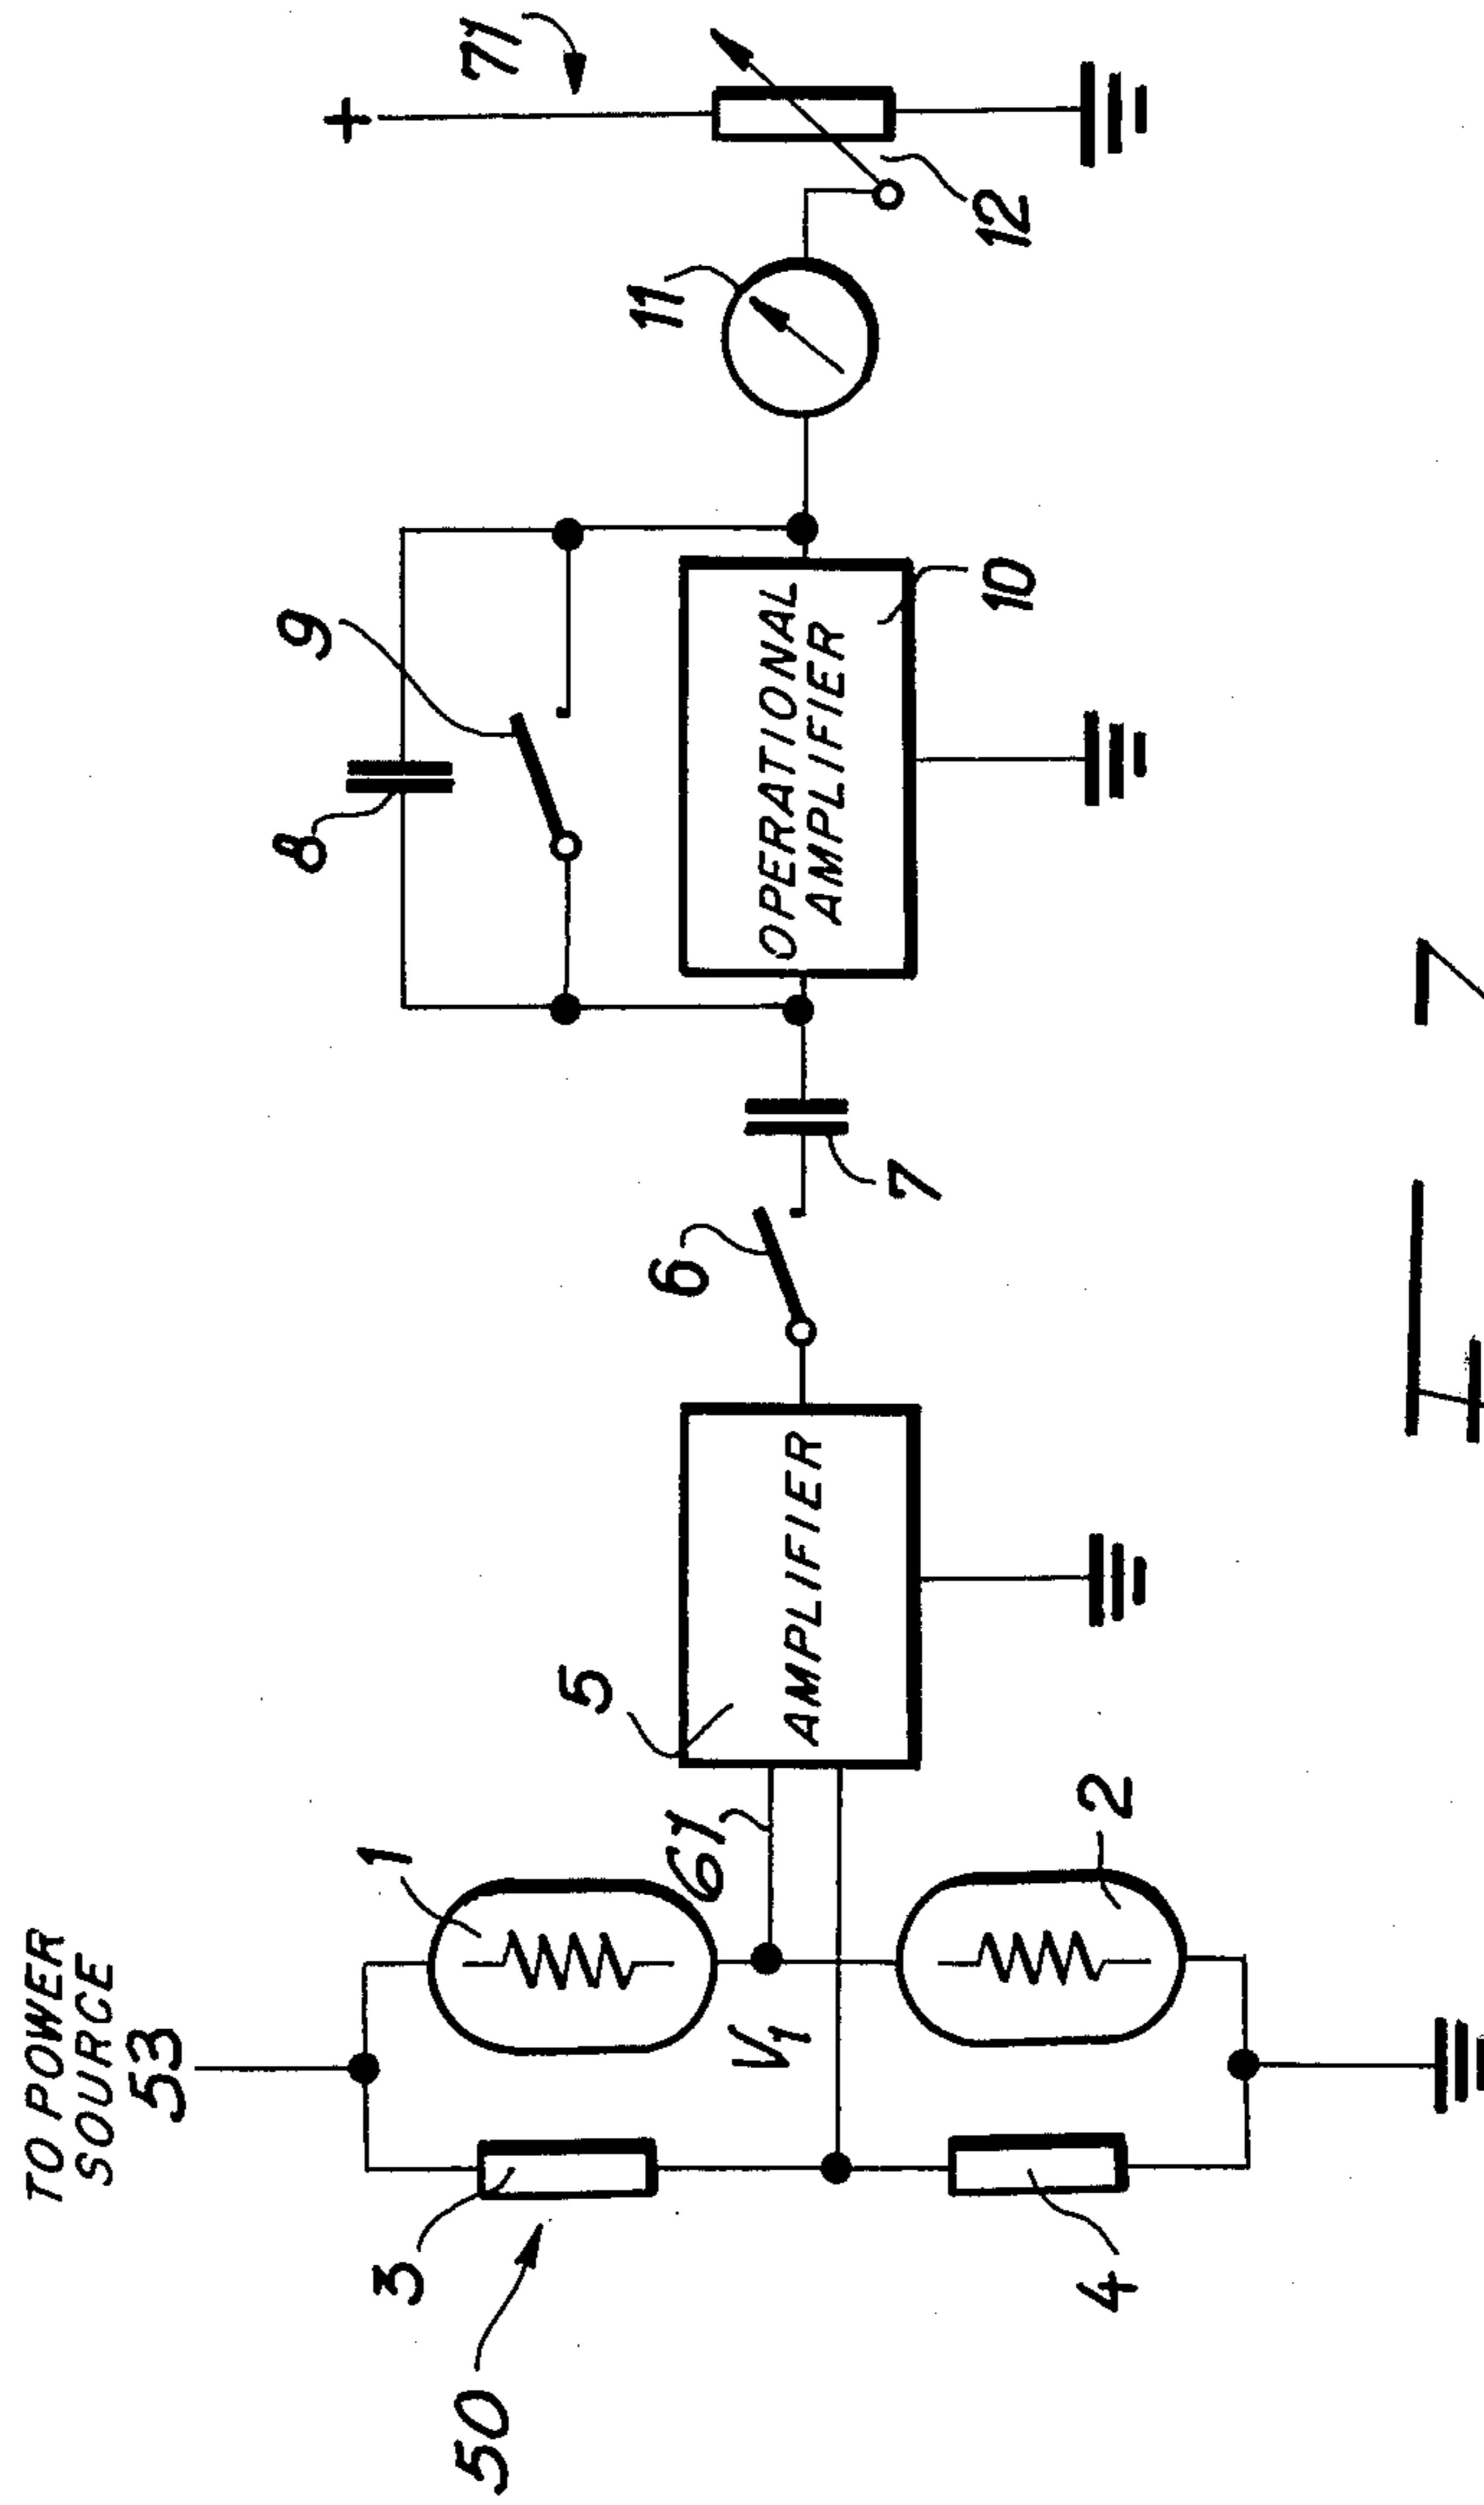 TO POWER
SOURCE
53
50
3
1
V1
61
4
2
5
AMPLIFIER
6
7
8
9
OPERATIONAL
AMPLIFIER
10
11
12
71
+